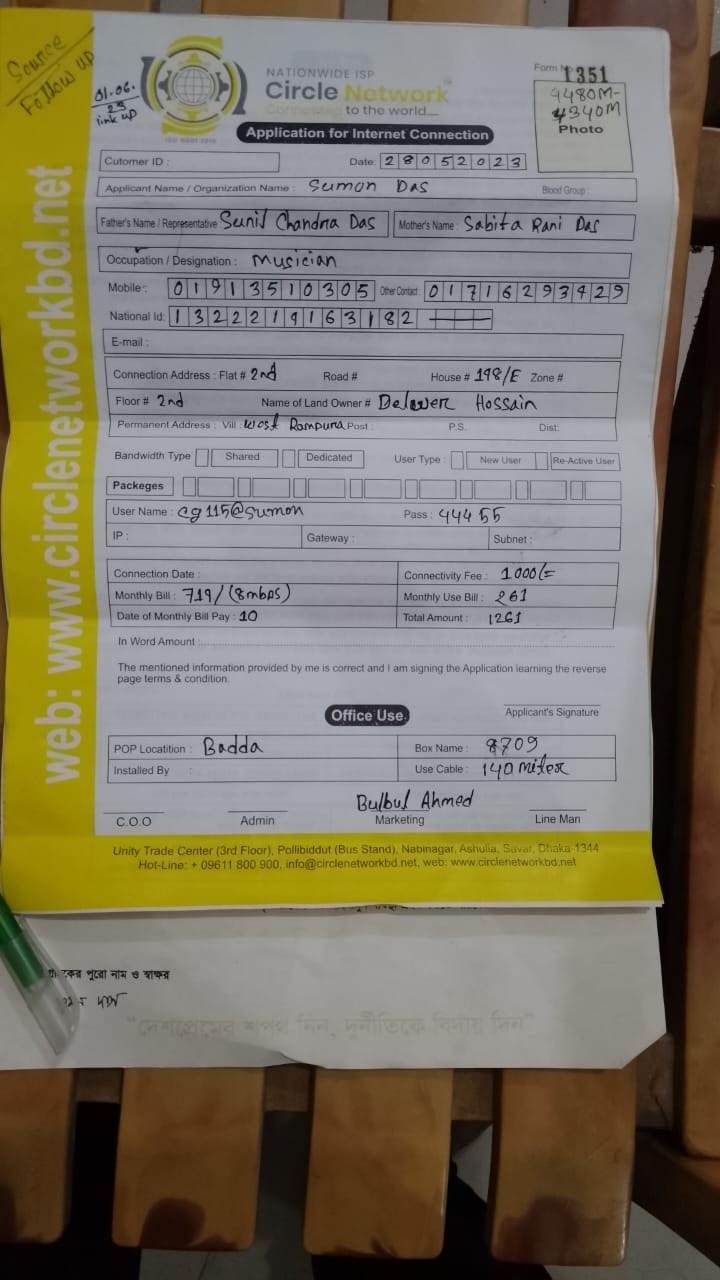 Source
Follow up
01-06.
23
link up
NATIONWIDE ISP
Circle Network
Connected to the world...
ISO 9001:2015
Form No
1351
4480M-
4340M
Photo
Application for Internet Connection
Cutomer ID :
Date: 28052023
Applicant Name / Organization Name : Sumon Das Blood Group :
Father's Name / Representative : Sunil Chandra Das Mother's Name : Sabita Rani Das
Occupation / Designation : Musician
Mobile : 01913510305 Other Contact : 01716293429
National Id: 1322219163182
E-mail :
Connection Address : Flat # 2nd Road # House # 198/E Zone #
Floor # 2nd Name of Land Owner # Delower Hossain
Permanent Address : Vill : West Rampura Post : P.S. Dist:
Bandwidth Type Shared Dedicated User Type : New User Re-Active User
Packeges
User Name : cg115@sumon Pass : 44455
IP : Gateway : Subnet :
Connection Date : Connectivity Fee : 1000/=
Monthly Bill : 719/ (8mbps) Monthly Use Bill : 261
Date of Monthly Bill Pay : 10 Total Amount : 1261
In Word Amount :
The mentioned information provided by me is correct and I am signing the Application learning the reverse
page terms & condition.
Applicant's Signature
Office Use
POP Locatition : Badda Box Name : 8709
Installed By : Use Cable : 140 miter
Bulbul Ahmed
C.O.O Admin Marketing Line Man
Unity Trade Center (3rd Floor), Pollibiddut (Bus Stand), Nabinagar, Ashulia, Savar, Dhaka-1344
Hot-Line: + 09611 800 900, info@circlenetworkbd.net, web: www.circlenetworkbd.net
web: www.circlenetworkbd.net
পুরো নাম ও স্বাক্ষর
"দেশপ্রেমের শপথ নিন, দুর্নীতিকে বিদায় দিন"